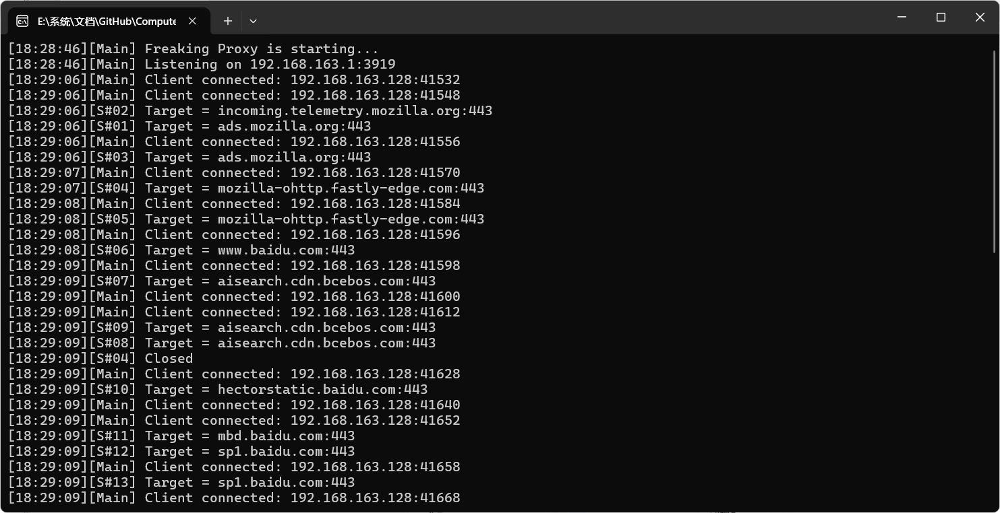 E:\系统\文档\GitHub\Compute
[18:28:46][Main] Freaking Proxy is starting...
[18:28:46][Main] Listening on 192.168.163.1:3919
[18:29:06][Main] Client connected: 192.168.163.128:41532
[18:29:06][Main] Client connected: 192.168.163.128:41548
[18:29:06][S#02] Target = incoming.telemetry.mozilla.org:443
[18:29:06][S#01] Target = ads.mozilla.org:443
[18:29:06][Main] Client connected: 192.168.163.128:41556
[18:29:06][S#03] Target = ads.mozilla.org:443
[18:29:07][Main] Client connected: 192.168.163.128:41570
[18:29:07][S#04] Target = mozilla-ohttp.fastly-edge.com:443
[18:29:08][Main] Client connected: 192.168.163.128:41584
[18:29:08][S#05] Target = mozilla-ohttp.fastly-edge.com:443
[18:29:08][Main] Client connected: 192.168.163.128:41596
[18:29:08][S#06] Target = www.baidu.com:443
[18:29:09][Main] Client connected: 192.168.163.128:41598
[18:29:09][S#07] Target = aisearch.cdn.bcebos.com:443
[18:29:09][Main] Client connected: 192.168.163.128:41600
[18:29:09][Main] Client connected: 192.168.163.128:41612
[18:29:09][S#09] Target = aisearch.cdn.bcebos.com:443
[18:29:09][S#08] Target = aisearch.cdn.bcebos.com:443
[18:29:09][S#04] Closed
[18:29:09][Main] Client connected: 192.168.163.128:41628
[18:29:09][S#10] Target = hectorstatic.baidu.com:443
[18:29:09][Main] Client connected: 192.168.163.128:41640
[18:29:09][Main] Client connected: 192.168.163.128:41652
[18:29:09][S#11] Target = mbd.baidu.com:443
[18:29:09][S#12] Target = sp1.baidu.com:443
[18:29:09][Main] Client connected: 192.168.163.128:41658
[18:29:09][S#13] Target = sp1.baidu.com:443
[18:29:09][Main] Client connected: 192.168.163.128:41668